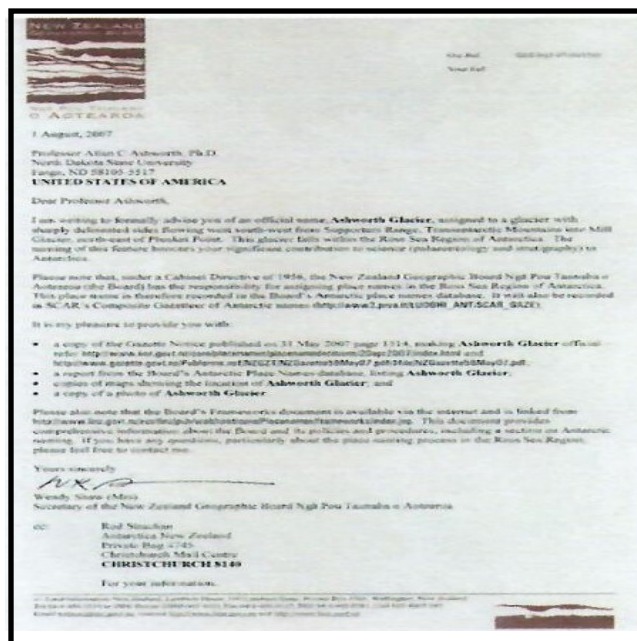 NEW ZEALAND
GEOGRAPHIC BOARD
O AOTEAROA
Our Ref:
Your Ref:
1 August, 2007
Professor Allan C Ashworth, Ph.D.
North Dakota State University
Fargo, ND 58105-5517
UNITED STATES OF AMERICA
Dear Professor Ashworth,
I am writing to formally advise you of an official name, Ashworth Glacier, assigned to a glacier with
sharply delineated sides flowing west south-west from Supporters Range, Transantarctic Mountains into Mill
Glacier, north-east of Plunket Point. This glacier falls within the Ross Sea Region of Antarctica. The
naming of this feature honours your significant contribution to science (palaeontology and stratigraphy) in
Antarctica.
Please note that, under a Cabinet Directive of 1956, the New Zealand Geographic Board Ngā Pou Taunaha o
Aotearoa (the Board) has the responsibility for assigning place names in the Ross Sea Region of Antarctica.
This place name is therefore recorded in the Board's Antarctic place names database. It will also be recorded
in SCAR's Composite Gazetteer of Antarctic names
It is my pleasure to provide you with:
• a copy of the Gazette Notice published on 31 May 2007 page 1514, making Ashworth Glacier official
refer and
• a report from the Board's Antarctic Place Names database, listing Ashworth Glacier;
• copies of maps showing the location of Ashworth Glacier; and
• a copy of a photo of Ashworth Glacier
Please also note that the Board's Frameworks document is available via the internet and is linked from
This document provides
comprehensive information about the Board and its policies and procedures, including a section on Antarctic
naming. If you have any questions, particularly about the place naming process in the Ross Sea Region,
please feel free to contact me.
Yours sincerely
Wendy Shaw (Mrs)
Secretary of the New Zealand Geographic Board Ngā Pou Taunaha o Aotearoa
cc: Rod Strachan
Antarctica New Zealand
Private Bag 4745
Christchurch Mail Centre
CHRISTCHURCH 8140
For your information.